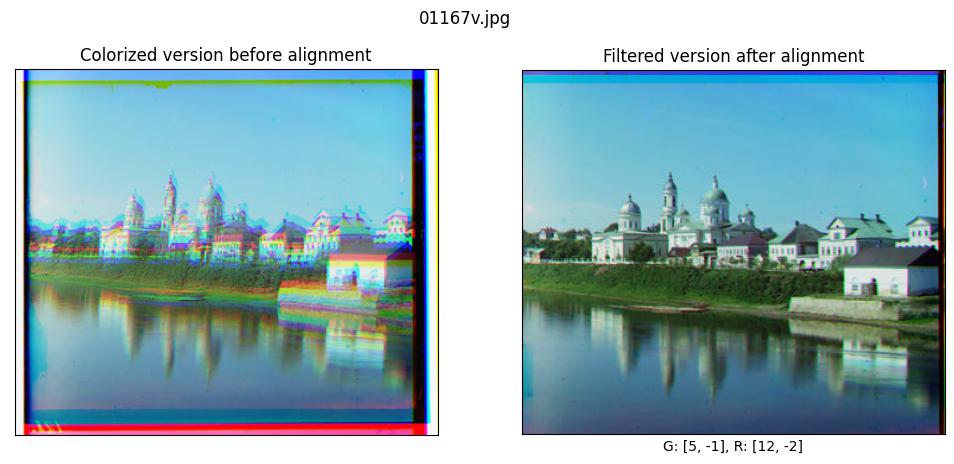 01167v.jpg
Colorized version before alignment
Filtered version after alignment
G: [5, -1], R: [12, -2]